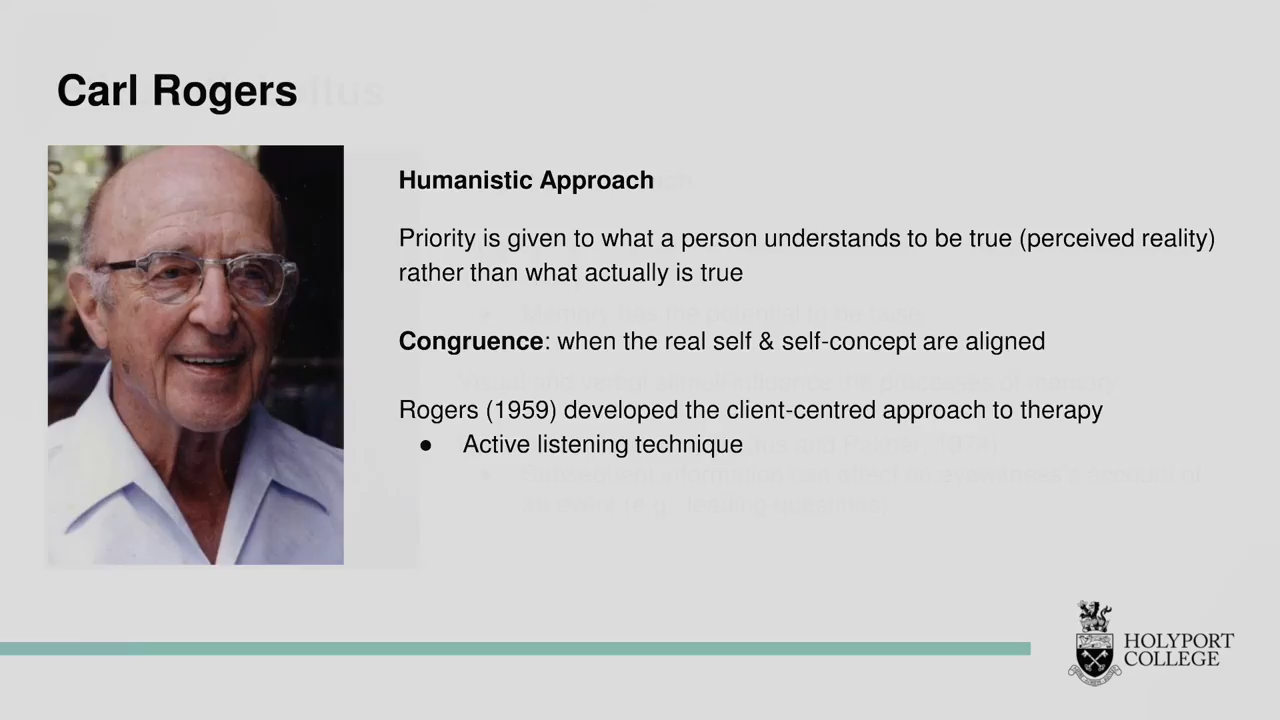 Carl Rogers
Humanistic Approach
Priority is given to what a person understands to be true (perceived reality)
rather than what actually is true
Congruence: when the real self & self-concept are aligned
Rogers (1959) developed the client-centred approach to therapy
● Active listening technique
HOLYPORT
COLLEGE